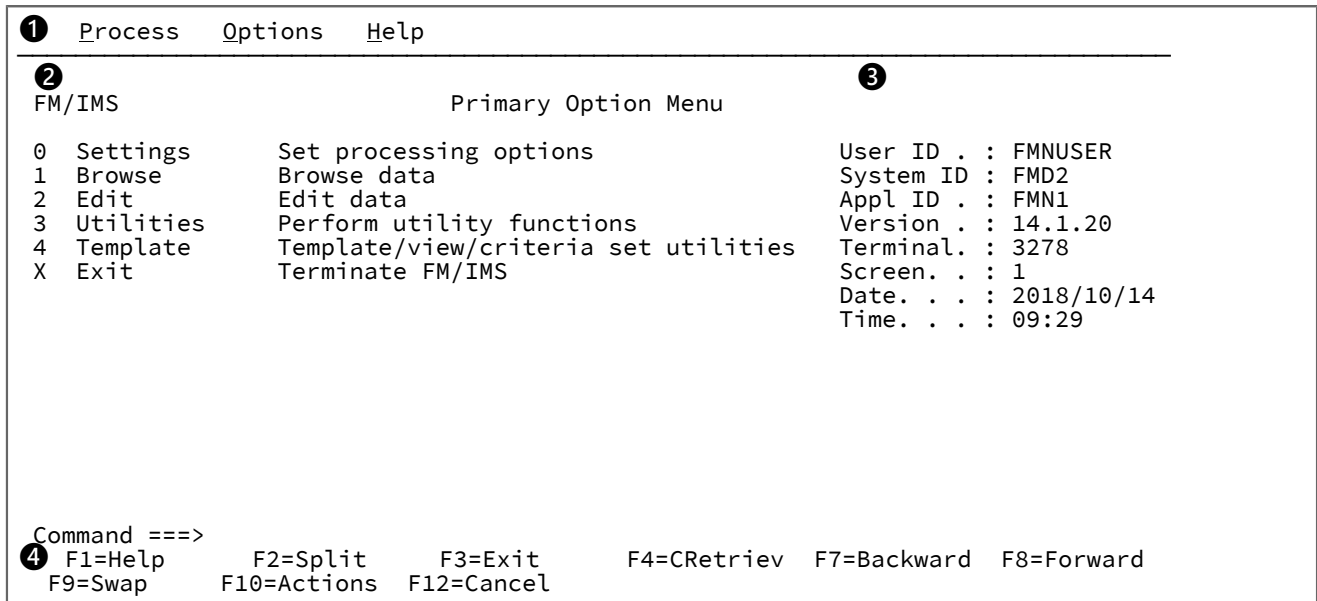 ❶ Process Options Help
❷ ❸
FM/IMS Primary Option Menu
0 Settings Set processing options User ID . : FMNUSER
1 Browse Browse data System ID : FMD2
2 Edit Edit data Appl ID . : FMN1
3 Utilities Perform utility functions Version . : 14.1.20
4 Template Template/view/criteria set utilities Terminal. : 3278
X Exit Terminate FM/IMS Screen. . : 1
Date. . . : 2018/10/14
Time. . . : 09:29
Command ===>
❹ F1=Help F2=Split F3=Exit F4=CRetriev F7=Backward F8=Forward
F9=Swap F10=Actions F12=Cancel